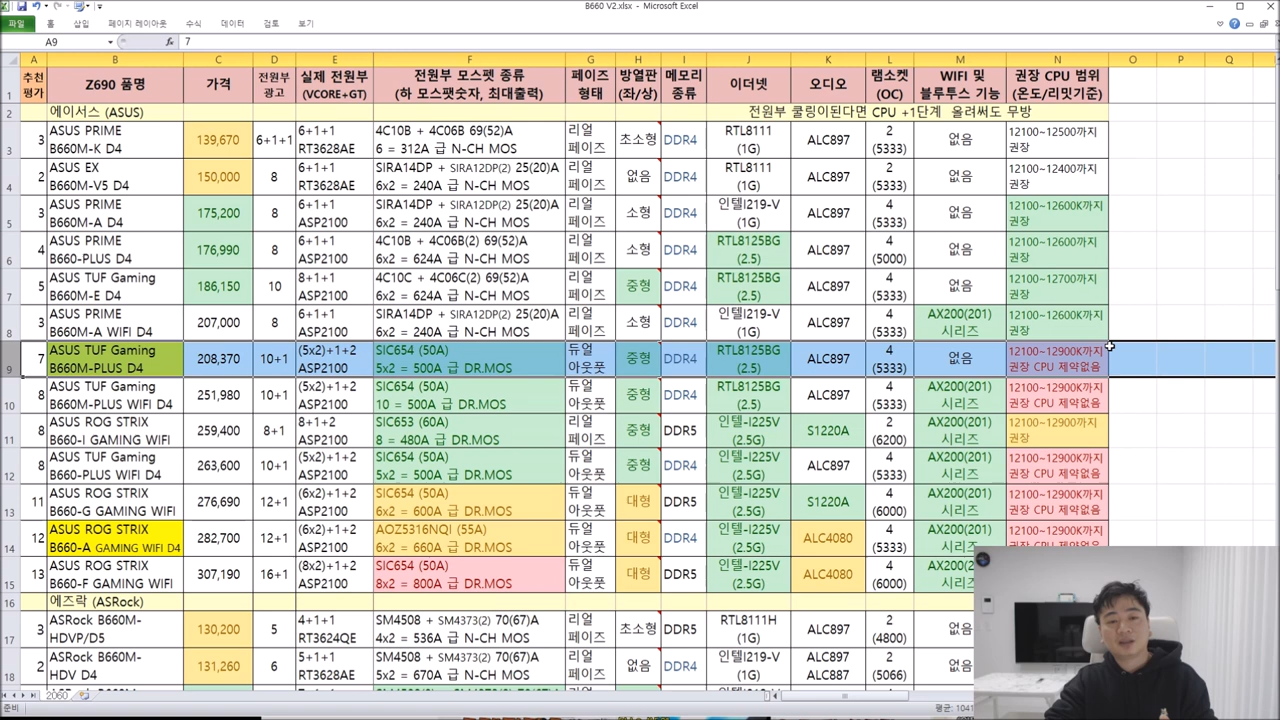 B660 V2.xlsx - Microsoft Excel
파일 홈 삽입 페이지 레이아웃 수식 데이터 검토 보기
A9 fx 7
A B C D E F G H I J K L M N O P Q
1 추천 평가 Z690 품명 가격 전원부 광고 실제 전원부 (VCORE+GT) 전원부 모스펫 종류 (하 모스팻숫자, 최대출력) 페이즈 형태 방열판 (좌/상) 메모리 종류 이더넷 오디오 램소켓 (OC) WIFI 및 블루투스 기능 권장 CPU 범위 (온도/리밋기준)
2 에이서스 (ASUS) 전원부 쿨링이된다면 CPU +1단계 올려써도 무방
3 3 ASUS PRIME B660M-K D4 139,670 6+1+1 6+1+1 RT3628AE 4C10B + 4C06B 69(52)A 6 = 312A 급 N-CH MOS 리얼 페이즈 초소형 DDR4 RTL8111 (1G) ALC897 2 (5333) 없음 12100~12500까지 권장
4 2 ASUS EX B660M-V5 D4 150,000 8 6+1+1 RT3628AE SIRA14DP + SIRA12DP(2) 25(20)A 6x2 = 240A 급 N-CH MOS 리얼 페이즈 없음 DDR4 RTL8111 (1G) ALC897 2 (5333) 없음 12100~12400까지 권장
5 3 ASUS PRIME B660M-A D4 175,200 8 6+1+1 ASP2100 SIRA14DP + SIRA12DP(2) 25(20)A 6x2 = 240A 급 N-CH MOS 리얼 페이즈 소형 DDR4 인텔I219-V (1G) ALC897 4 (5333) 없음 12100~12600K까지 권장
6 4 ASUS PRIME B660-PLUS D4 176,990 8 6+1+1 ASP2100 4C10B + 4C06B(2) 69(52)A 6x2 = 624A 급 N-CH MOS 리얼 페이즈 소형 DDR4 RTL8125BG (2.5) ALC897 4 (5000) 없음 12100~12600까지 권장
7 5 ASUS TUF Gaming B660M-E D4 186,150 10 8+1+1 ASP2100 4C10C + 4C06C(2) 69(52)A 6x2 = 624A 급 N-CH MOS 리얼 페이즈 중형 DDR4 RTL8125BG (2.5) ALC897 4 (5333) 없음 12100~12700까지 권장
8 3 ASUS PRIME B660M-A WIFI D4 207,000 8 6+1+1 ASP2100 SIRA14DP + SIRA12DP(2) 25(20)A 6x2 = 240A 급 N-CH MOS 리얼 페이즈 소형 DDR4 인텔I219-V (1G) ALC897 4 (5333) AX200(201) 시리즈 12100~12600K까지 권장
9 7 ASUS TUF Gaming B660M-PLUS D4 208,370 10+1 (5x2)+1+2 ASP2100 SIC654 (50A) 5x2 = 500A 급 DR.MOS 듀얼 아웃풋 중형 DDR4 RTL8125BG (2.5) ALC897 4 (5333) 없음 12100~12900K까지 권장 CPU 제약없음
10 8 ASUS TUF Gaming B660M-PLUS WIFI D4 251,980 10+1 (5x2)+1+2 ASP2100 SIC654 (50A) 10 = 500A 급 DR.MOS 듀얼 아웃풋 중형 DDR4 RTL8125BG (2.5) ALC897 4 (5333) AX200(201) 시리즈 12100~12900K까지 권장 CPU 제약없음
11 8 ASUS ROG STRIX B660-I GAMING WIFI 259,400 8+1 8+1+2 ASP2100 SIC653 (60A) 8 = 480A 급 DR.MOS 리얼 페이즈 중형 DDR5 인텔-I225V (2.5G) S1220A 2 (6200) AX200(201) 시리즈 12100~12900까지 권장
12 8 ASUS TUF Gaming B660-PLUS WIFI D4 263,600 10+1 (5x2)+1+2 ASP2100 SIC654 (50A) 5x2 = 500A 급 DR.MOS 듀얼 아웃풋 중형 DDR4 인텔-I225V (2.5G) ALC897 4 (5333) AX200(201) 시리즈 12100~12900K까지 권장 CPU 제약없음
13 11 ASUS ROG STRIX B660-G GAMING WIFI 276,690 12+1 (6x2)+1+2 ASP2100 SIC654 (50A) 6x2 = 600A 급 DR.MOS 듀얼 아웃풋 대형 DDR5 인텔-I225V (2.5G) S1220A 4 (6000) AX200(201) 시리즈 12100~12900K까지 권장 CPU 제약없음
14 12 ASUS ROG STRIX B660-A GAMING WIFI D4 282,700 12+1 (6x2)+1+2 ASP2100 AOZ5316NQI (55A) 6x2 = 660A 급 DR.MOS 듀얼 아웃풋 대형 DDR4 인텔-I225V (2.5G) ALC4080 4 (5333) AX200(201) 시리즈 12100~12900K까지
15 13 ASUS ROG STRIX B660-F GAMING WIFI 307,190 16+1 (8x2)+1+2 ASP2100 SIC654 (50A) 8x2 = 800A 급 DR.MOS 듀얼 아웃풋 대형 DDR5 인텔-I225V (2.5G) ALC4080 4 (6000) AX200(201)
16 에즈락 (ASRock)
17 3 ASRock B660M-HDVP/D5 130,200 5 4+1+1 RT3624QE SM4508 + SM4373(2) 70(67)A 4x2 = 536A 급 N-CH MOS 리얼 페이즈 초소형 DDR5 RTL8111H (1G) ALC897 2 (4800) 없음
18 2 ASRock B660M-HDV D4 131,260 6 5+1+1 RT3628AE SM4508 + SM4373(2) 70(67)A 5x2 = 670A 급 N-CH MOS 리얼 페이즈 없음 DDR4 인텔I219-V (1G) ALC897 ALC887 2 (5066) 없음
2060
준비 평균: 1041